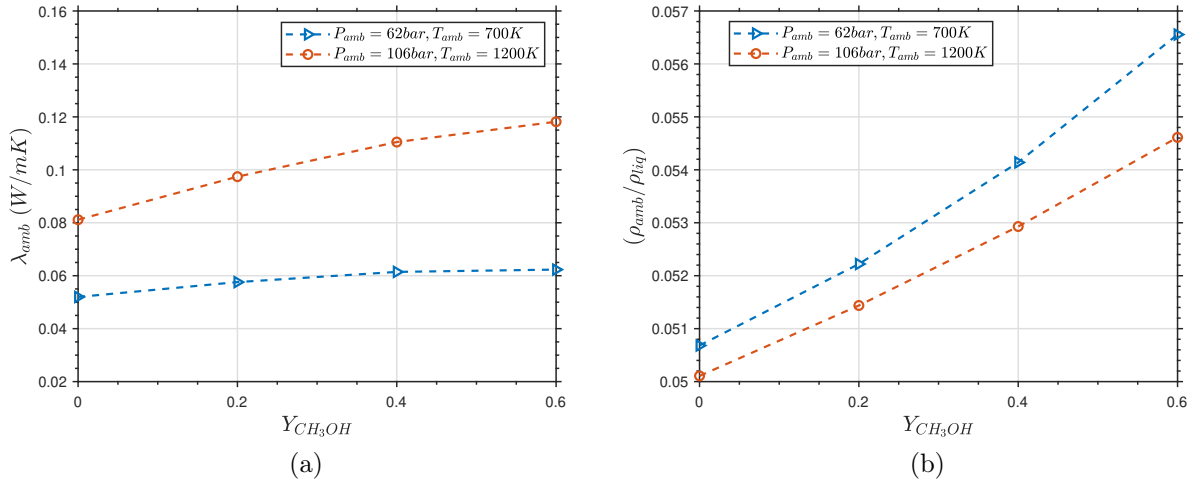 0.16
0.14
0.12
0.1
0.08
0.06
0.04
0.02
λ_amb (W/mK)
P_amb = 62bar, T_amb = 700K
P_amb = 106bar, T_amb = 1200K
0 0.2 0.4 0.6
Y_CH₃OH
(a)
0.057
0.056
0.055
0.054
0.053
0.052
0.051
0.05
(ρ_amb/ρ_liq)
P_amb = 62bar, T_amb = 700K
P_amb = 106bar, T_amb = 1200K
0 0.2 0.4 0.6
Y_CH₃OH
(b)